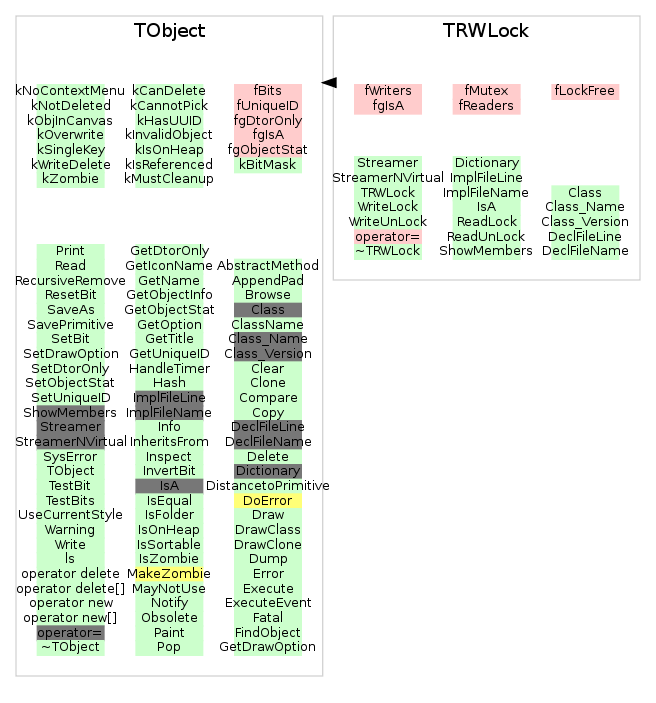 TObject
kNoContextMenu
kNotDeleted
kObjInCanvas
kOverwrite
kSingleKey
kWriteDelete
kZombie
kCanDelete
kCannotPick
kHasUUID
kInvalidObject
kIsOnHeap
kIsReferenced
kMustCleanup
fBits
fUniqueID
fgDtorOnly
fgIsA
fgObjectStat
kBitMask
Print
Read
RecursiveRemove
ResetBit
SaveAs
SavePrimitive
SetBit
SetDrawOption
SetDtorOnly
SetObjectStat
SetUniqueID
ShowMembers
Streamer
StreamerNVirtual
SysError
TObject
TestBit
TestBits
UseCurrentStyle
Warning
Write
ls
operator delete
operator delete[]
operator new
operator new[]
operator=
~TObject
GetDtorOnly
GetIconName
GetName
GetObjectInfo
GetObjectStat
GetOption
GetTitle
GetUniqueID
HandleTimer
Hash
ImplFileLine
ImplFileName
Info
InheritsFrom
Inspect
InvertBit
IsA
IsEqual
IsFolder
IsOnHeap
IsSortable
IsZombie
MakeZombie
MayNotUse
Notify
Obsolete
Paint
Pop
AbstractMethod
AppendPad
Browse
Class
ClassName
Class_Name
Class_Version
Clear
Clone
Compare
Copy
DeclFileLine
DeclFileName
Delete
Dictionary
DistancetoPrimitive
DoError
Draw
DrawClass
DrawClone
Dump
Error
Execute
ExecuteEvent
Fatal
FindObject
GetDrawOption
TRWLock
fWriters
fgIsA
fMutex
fReaders
fLockFree
Streamer
StreamerNVirtual
TRWLock
WriteLock
WriteUnLock
operator=
~TRWLock
Dictionary
ImplFileLine
ImplFileName
IsA
ReadLock
ReadUnLock
ShowMembers
Class
Class_Name
Class_Version
DeclFileLine
DeclFileName